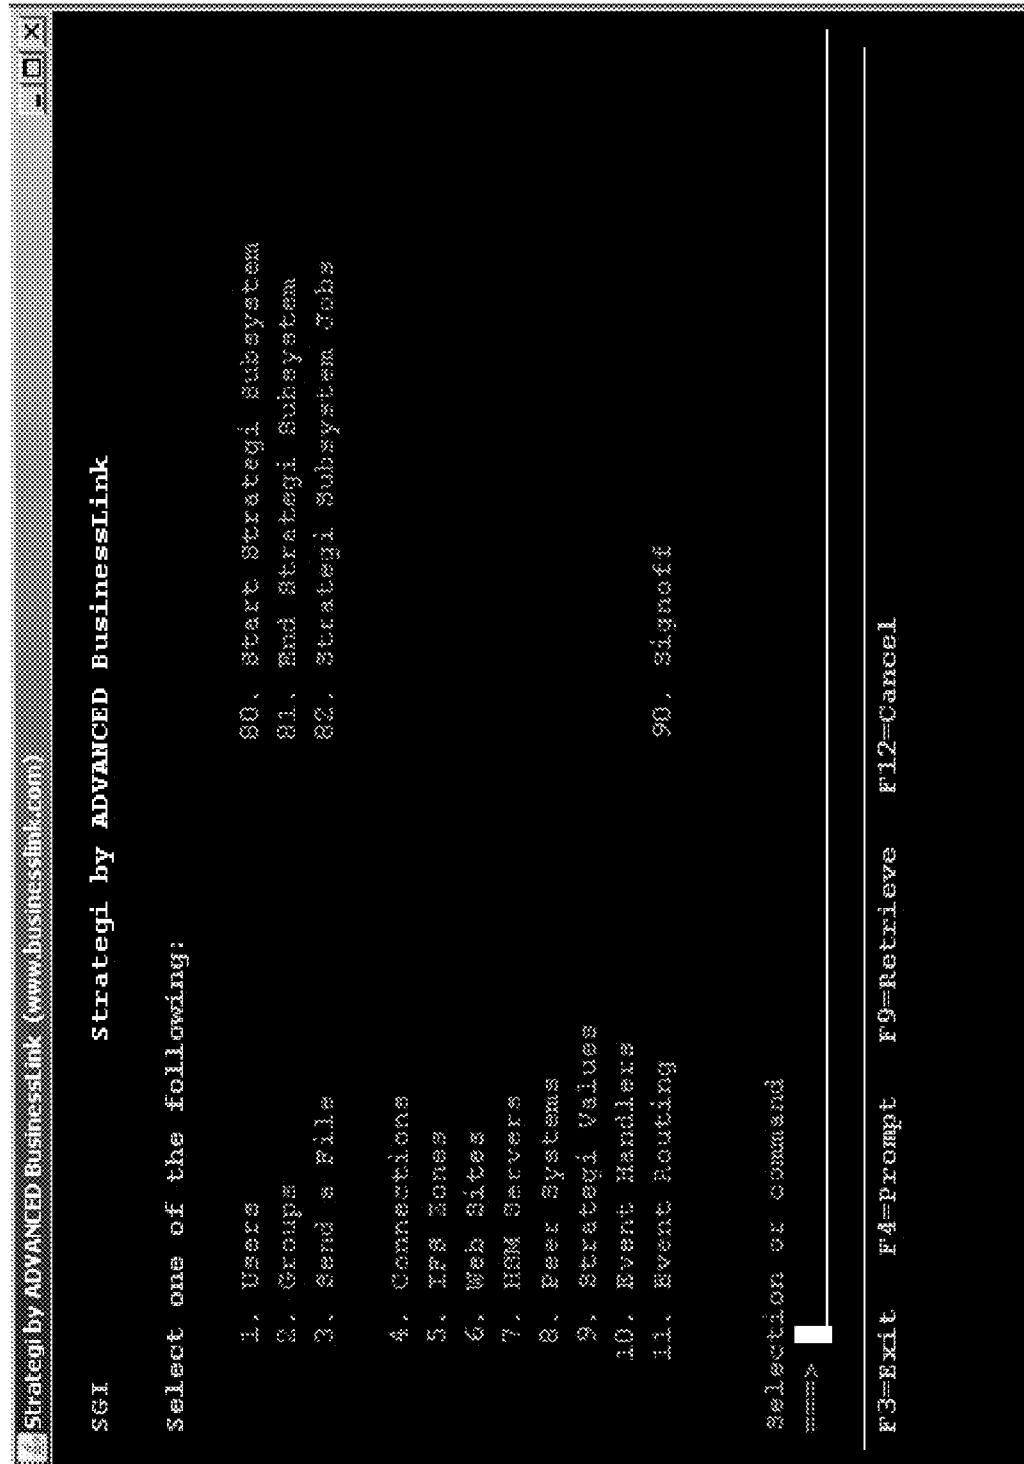 Strategi by ADVANCED BusinessLink (www.businesslink.com)
SGI Strategi by ADVANCED BusinessLink
Select one of the following:
1. Users 80. Start Strategi Subsystem
2. Groups 81. End Strategi Subsystem
3. Send a File 82. Strategi Subsystem Jobs
4. Connections
5. IFS Zones
6. Web Sites
7. HSM Servers
8. Peer Systems
9. Strategi Values
10. Event Handlers
11. Event Routing 90. Signoff
Selection or command
===>
F3=Exit F4=Prompt F9=Retrieve F12=Cancel